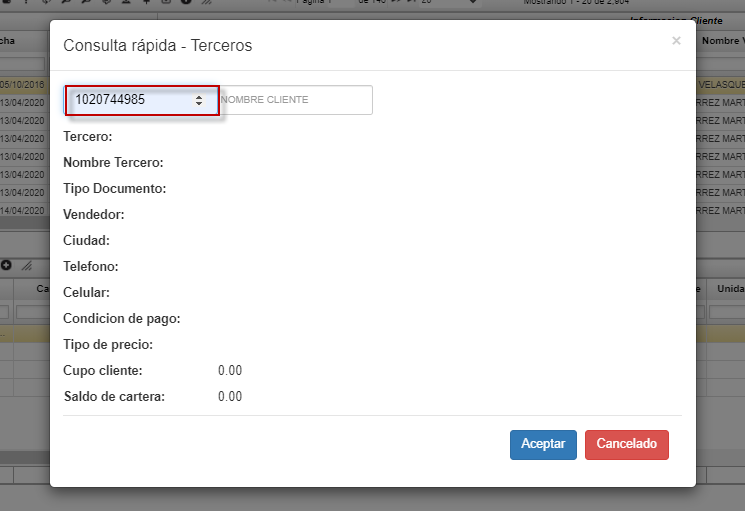 Página 1 de 146 20 Mostrando 1 - 20 de 2,904
Informacion Cliente
cha Nombre V
05/10/2016 VELASQUE
13/04/2020 RREZ MART
13/04/2020 RREZ MART
13/04/2020 RREZ MART
13/04/2020 RREZ MART
13/04/2020 RREZ MART
13/04/2020 RREZ MART
14/04/2020 RREZ MART
Ca e Unida
Consulta rápida - Terceros ×
1020744985 NOMBRE CLIENTE
Tercero:
Nombre Tercero:
Tipo Documento:
Vendedor:
Ciudad:
Telefono:
Celular:
Condicion de pago:
Tipo de precio:
Cupo cliente: 0.00
Saldo de cartera: 0.00
Aceptar Cancelado